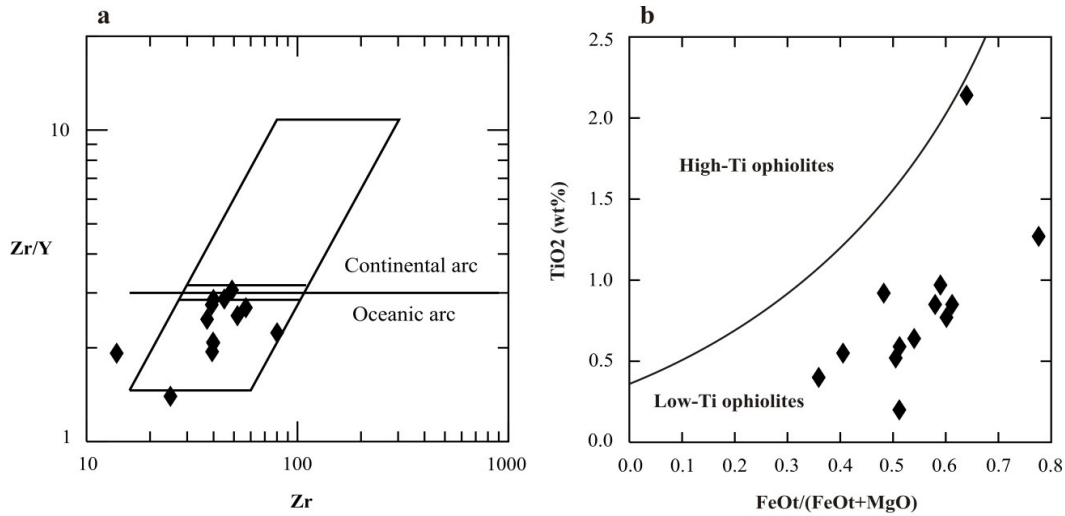 a
Zr/Y
10
1
Continental arc
Oceanic arc
10
100
1000
Zr
b
TiO2 (wt%)
2.5
2.0
1.5
1.0
0.5
0.0
High-Ti ophiolites
Low-Ti ophiolites
0.0
0.1
0.2
0.3
0.4
0.5
0.6
0.7
0.8
FeOt/(FeOt+MgO)